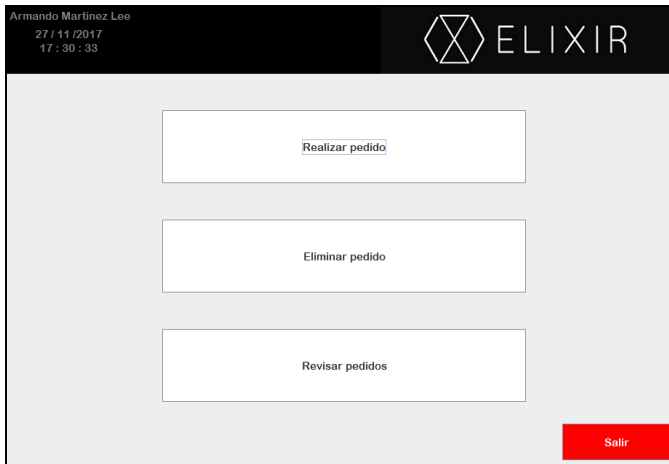 Armando Martinez Lee
27 / 11 /2017
17 : 30 : 33
ELIXIR
Realizar pedido
Eliminar pedido
Revisar pedidos
Salir